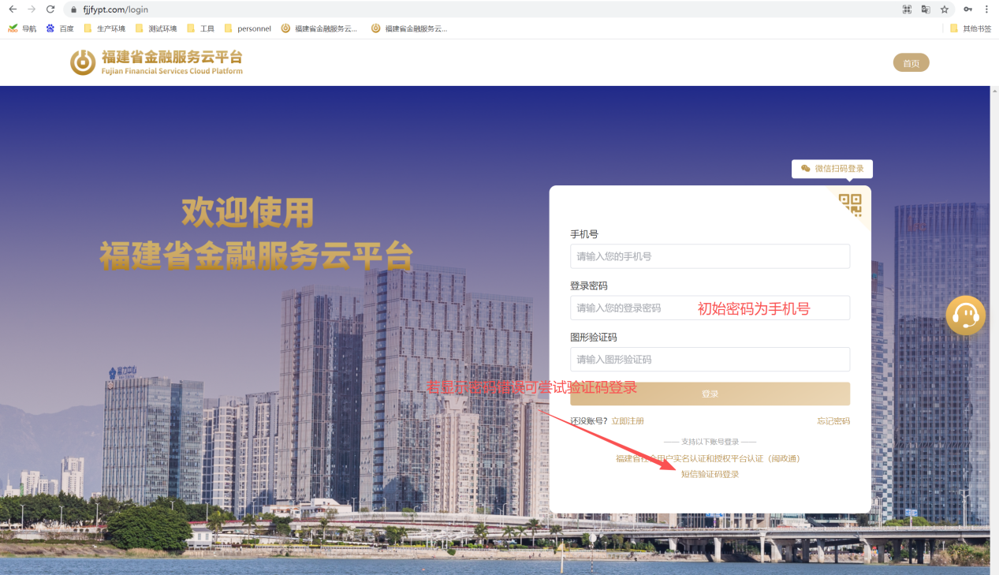 fjjfypt.com/login
导航
百度
生产环境
测试环境
工具
personnel
福建省金融服务云...
福建省金融服务云...
其他书签
福建省金融服务云平台
Fujian Financial Services Cloud Platform
首页
微信扫码登录
欢迎使用
福建省金融服务云平台
手机号
请输入您的手机号
登录密码
请输入您的登录密码
初始密码为手机号
图形验证码
请输入图形验证码
若显示密码错误可尝试验证码登录
登录
还没账号? 立即注册
忘记密码
支持以下账号登录
福建省社会用户实名认证和授权平台认证（闽政通）
短信验证码登录
富力中心